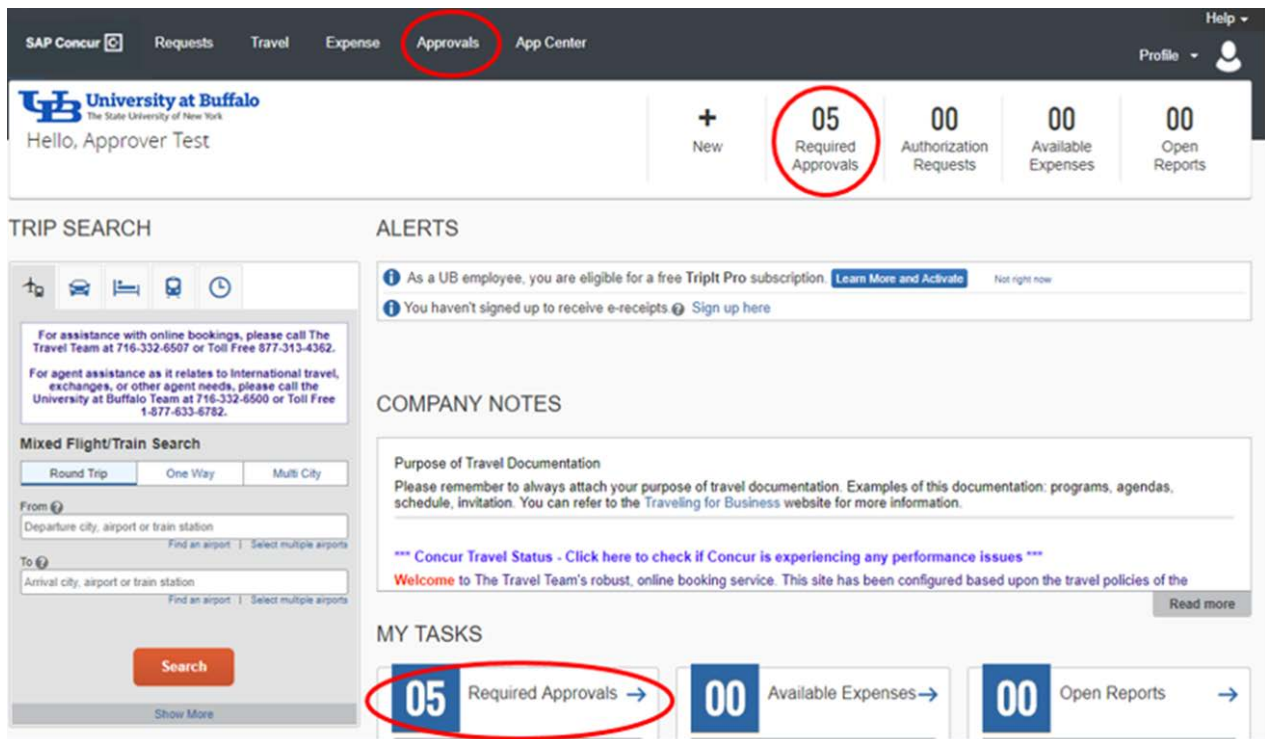 Help
SAP Concur C Requests Travel Expense Approvals App Center
Profile
UB University at Buffalo
The State University of New York
Hello, Approver Test
+
New
05
Required
Approvals
00
Authorization
Requests
00
Available
Expenses
00
Open
Reports
TRIP SEARCH
For assistance with online bookings, please call The
Travel Team at 716-332-6507 or Toll Free 877-313-4362.
For agent assistance as it relates to International travel,
exchanges, or other agent needs, please call the
University at Buffalo Team at 716-332-6500 or Toll Free
1-877-633-6782.
Mixed Flight/Train Search
Round Trip One Way Multi City
From ?
Departure city, airport or train station
Find an airport | Select multiple airports
To ?
Arrival city, airport or train station
Find an airport | Select multiple airports
Search
Show More
ALERTS
As a UB employee, you are eligible for a free TripIt Pro subscription. Learn More and Activate Not right now
You haven't signed up to receive e-receipts. ? Sign up here
COMPANY NOTES
Purpose of Travel Documentation
Please remember to always attach your purpose of travel documentation. Examples of this documentation: programs, agendas,
schedule, invitation. You can refer to the Traveling for Business website for more information.
*** Concur Travel Status - Click here to check if Concur is experiencing any performance issues ***
Welcome to The Travel Team's robust, online booking service. This site has been configured based upon the travel policies of the
Read more
MY TASKS
05 Required Approvals →
00 Available Expenses →
00 Open Reports →